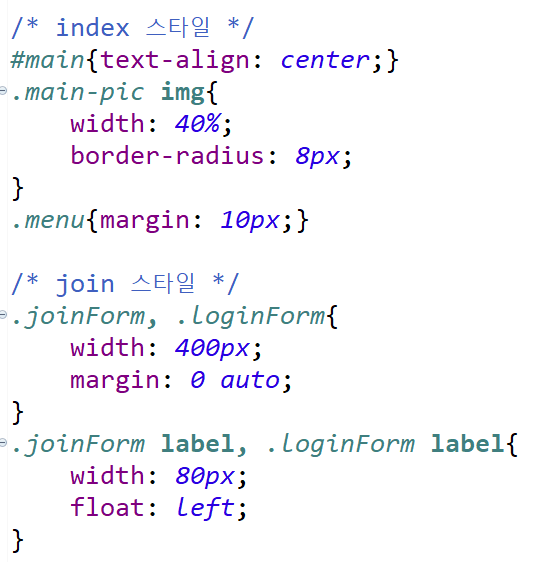 /* index 스타일 */
#main{text-align: center;}
.main-pic img{
    width: 40%;
    border-radius: 8px;
}
.menu{margin: 10px;}

/* join 스타일 */
.joinForm, .loginForm{
    width: 400px;
    margin: 0 auto;
}
.joinForm label, .loginForm label{
    width: 80px;
    float: left;
}